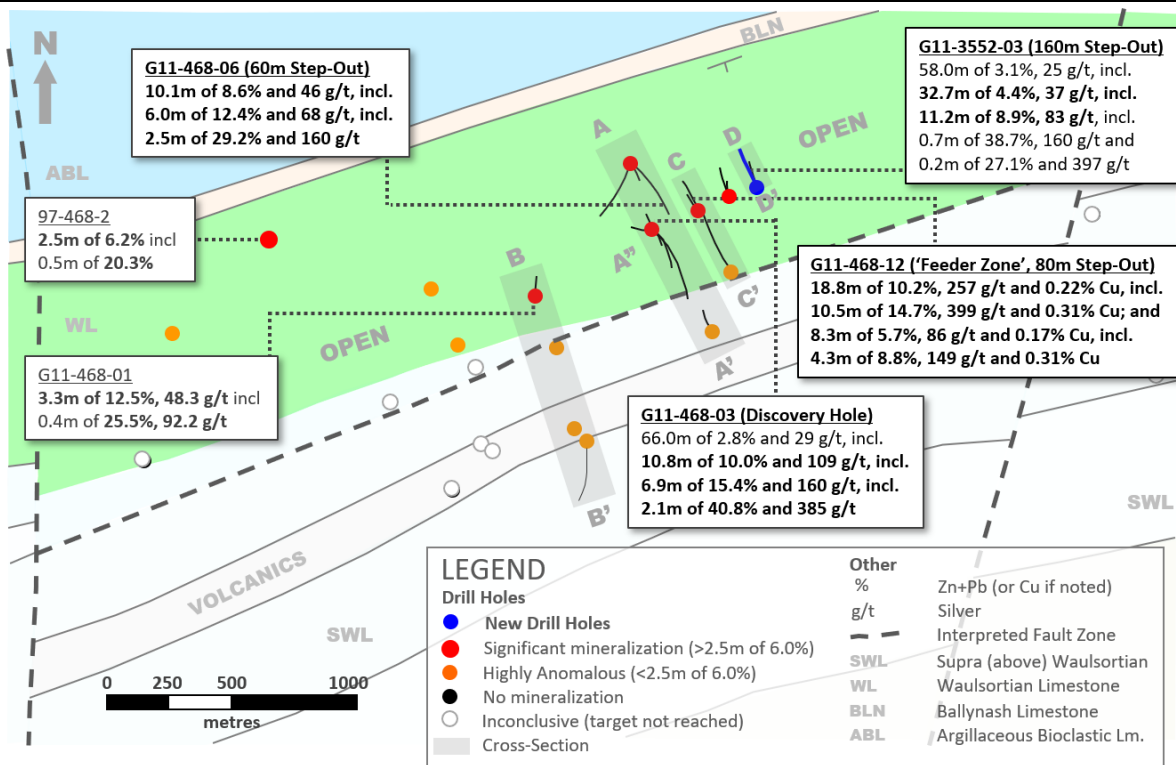 N
BLN
G11-468-06 (60m Step-Out)
10.1m of 8.6% and 46 g/t, incl.
6.0m of 12.4% and 68 g/t, incl.
2.5m of 29.2% and 160 g/t
G11-3552-03 (160m Step-Out)
58.0m of 3.1%, 25 g/t, incl.
32.7m of 4.4%, 37 g/t, incl.
11.2m of 8.9%, 83 g/t, incl.
0.7m of 38.7%, 160 g/t and
0.2m of 27.1% and 397 g/t
A
C
D
OPEN
ABL
D'
97-468-2
2.5m of 6.2% incl
0.5m of 20.3%
B
A''
C'
G11-468-12 ('Feeder Zone', 80m Step-Out)
18.8m of 10.2%, 257 g/t and 0.22% Cu, incl.
10.5m of 14.7%, 399 g/t and 0.31% Cu; and
8.3m of 5.7%, 86 g/t and 0.17% Cu, incl.
4.3m of 8.8%, 149 g/t and 0.31% Cu
WL
OPEN
A'
G11-468-01
3.3m of 12.5%, 48.3 g/t incl
0.4m of 25.5%, 92.2 g/t
G11-468-03 (Discovery Hole)
66.0m of 2.8% and 29 g/t, incl.
10.8m of 10.0% and 109 g/t, incl.
6.9m of 15.4% and 160 g/t, incl.
2.1m of 40.8% and 385 g/t
B'
SWL
VOLCANICS
SWL
0 250 500 1000
metres
LEGEND
Drill Holes
New Drill Holes
Significant mineralization (>2.5m of 6.0%)
Highly Anomalous (<2.5m of 6.0%)
No mineralization
Inconclusive (target not reached)
Cross-Section
Other
% Zn+Pb (or Cu if noted)
g/t Silver
Interpreted Fault Zone
SWL Supra (above) Waulsortian
WL Waulsortian Limestone
BLN Ballynash Limestone
ABL Argillaceous Bioclastic Lm.